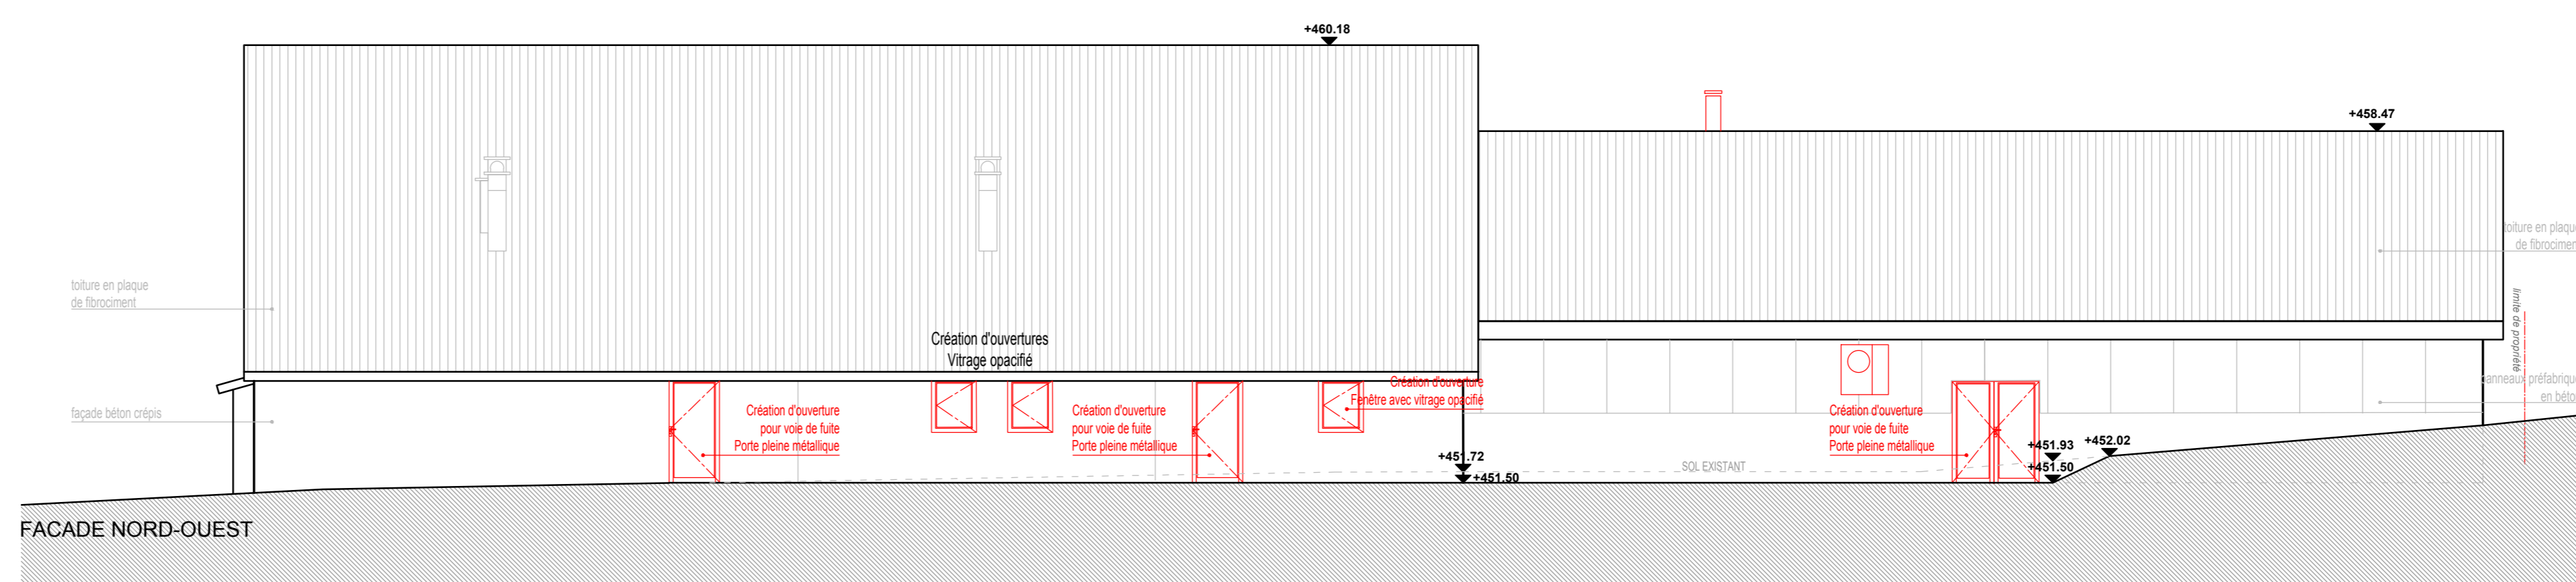 +460.18
+458.47
toiture en plaque
de fibrociment
toiture en plaque
de fibrociment
limite de propriété
Création d'ouvertures
Vitrage opacifié
façade béton crépis
Création d'ouverture
pour voie de fuite
Porte pleine métallique
Création d'ouverture
pour voie de fuite
Porte pleine métallique
Création d'ouverture
Fenêtre avec vitrage opacifié
Création d'ouverture
pour voie de fuite
Porte pleine métallique
panneaux préfabriqué
en béton
+451.72
+451.50
SOL EXISTANT
+451.93
+452.02
+451.50
FACADE NORD-OUEST